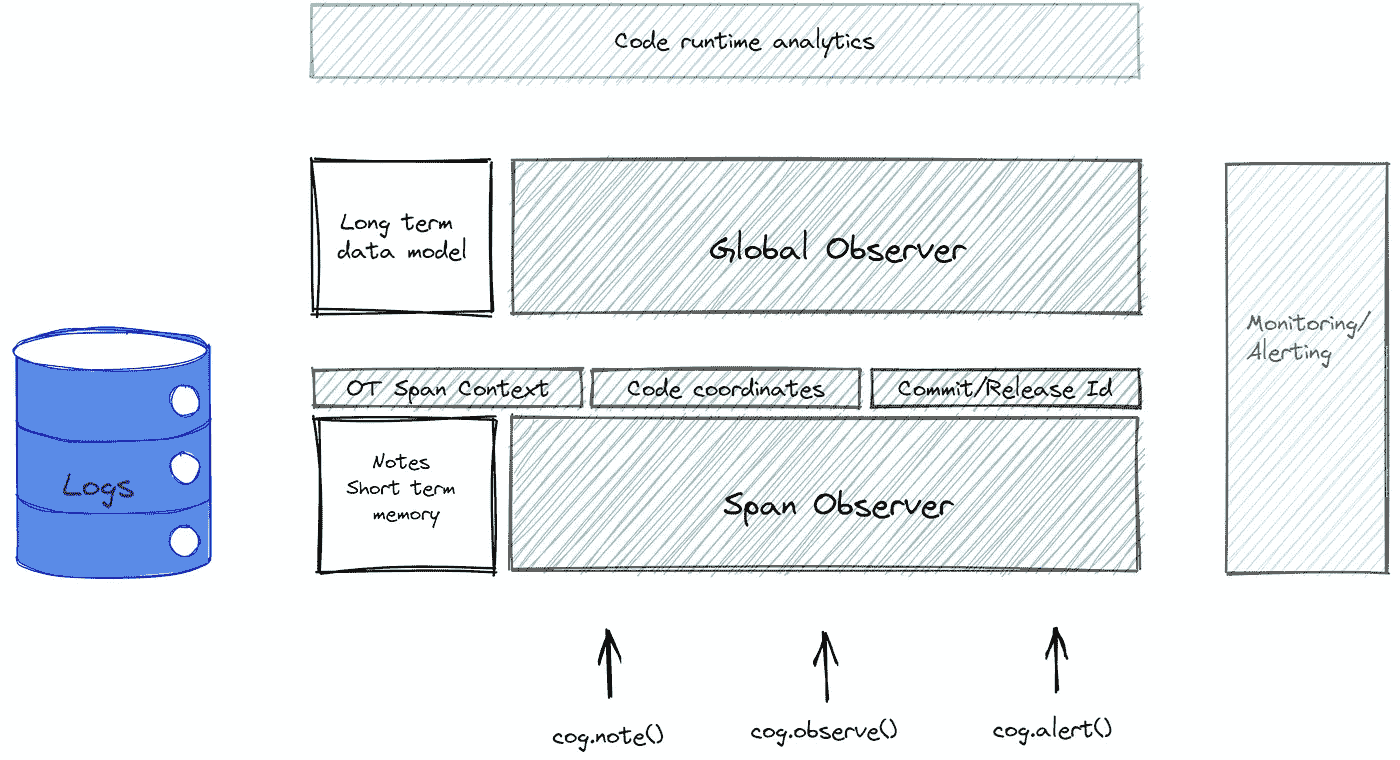 Code runtime analytics
Long term
data model
Global Observer
Monitoring/
Alerting
OT Span Context
Code coordinates
Commit/Release Id
Logs
Notes
Short term
memory
Span Observer
cog.note()
cog.observe()
cog.alert()